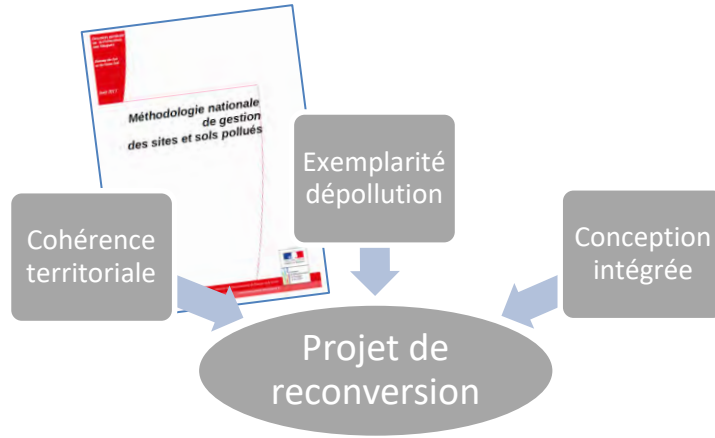 Méthodologie nationale
de gestion
des sites et sols pollués
Exemplarité
dépollution
Cohérence
territoriale
Conception
intégrée
Projet de
reconversion